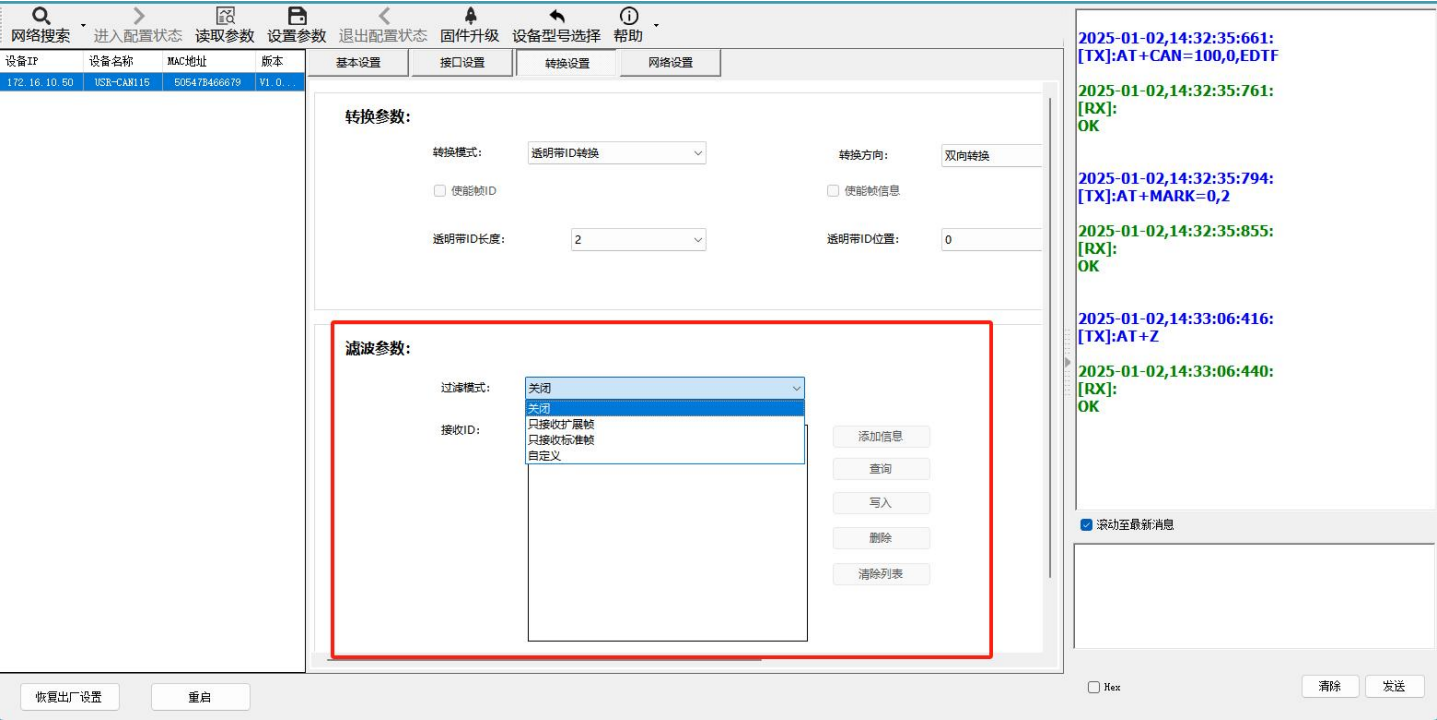 网络搜索 进入配置状态 读取参数 设置参数 退出配置状态 固件升级 设备型号选择 帮助
设备IP 设备名称 MAC地址 版本
172.16.10.50 USR-CAN115 50547B466679 V1.0...
基本设置 接口设置 转换设置 网络设置
转换参数：
转换模式： 透明带ID转换 转换方向： 双向转换
使能帧ID 使能帧信息
透明带ID长度： 2 透明带ID位置： 0
滤波参数：
过滤模式： 关闭
关闭
只接收扩展帧
只接收标准帧
自定义
接收ID：
添加信息
查询
写入
删除
清除列表
恢复出厂设置 重启
2025-01-02,14:32:35:661:
[TX]:AT+CAN=100,0,EDTF
2025-01-02,14:32:35:761:
[RX]:
OK
2025-01-02,14:32:35:794:
[TX]:AT+MARK=0,2
2025-01-02,14:32:35:855:
[RX]:
OK
2025-01-02,14:33:06:416:
[TX]:AT+Z
2025-01-02,14:33:06:440:
[RX]:
OK
滚动至最新消息
Hex 清除 发送